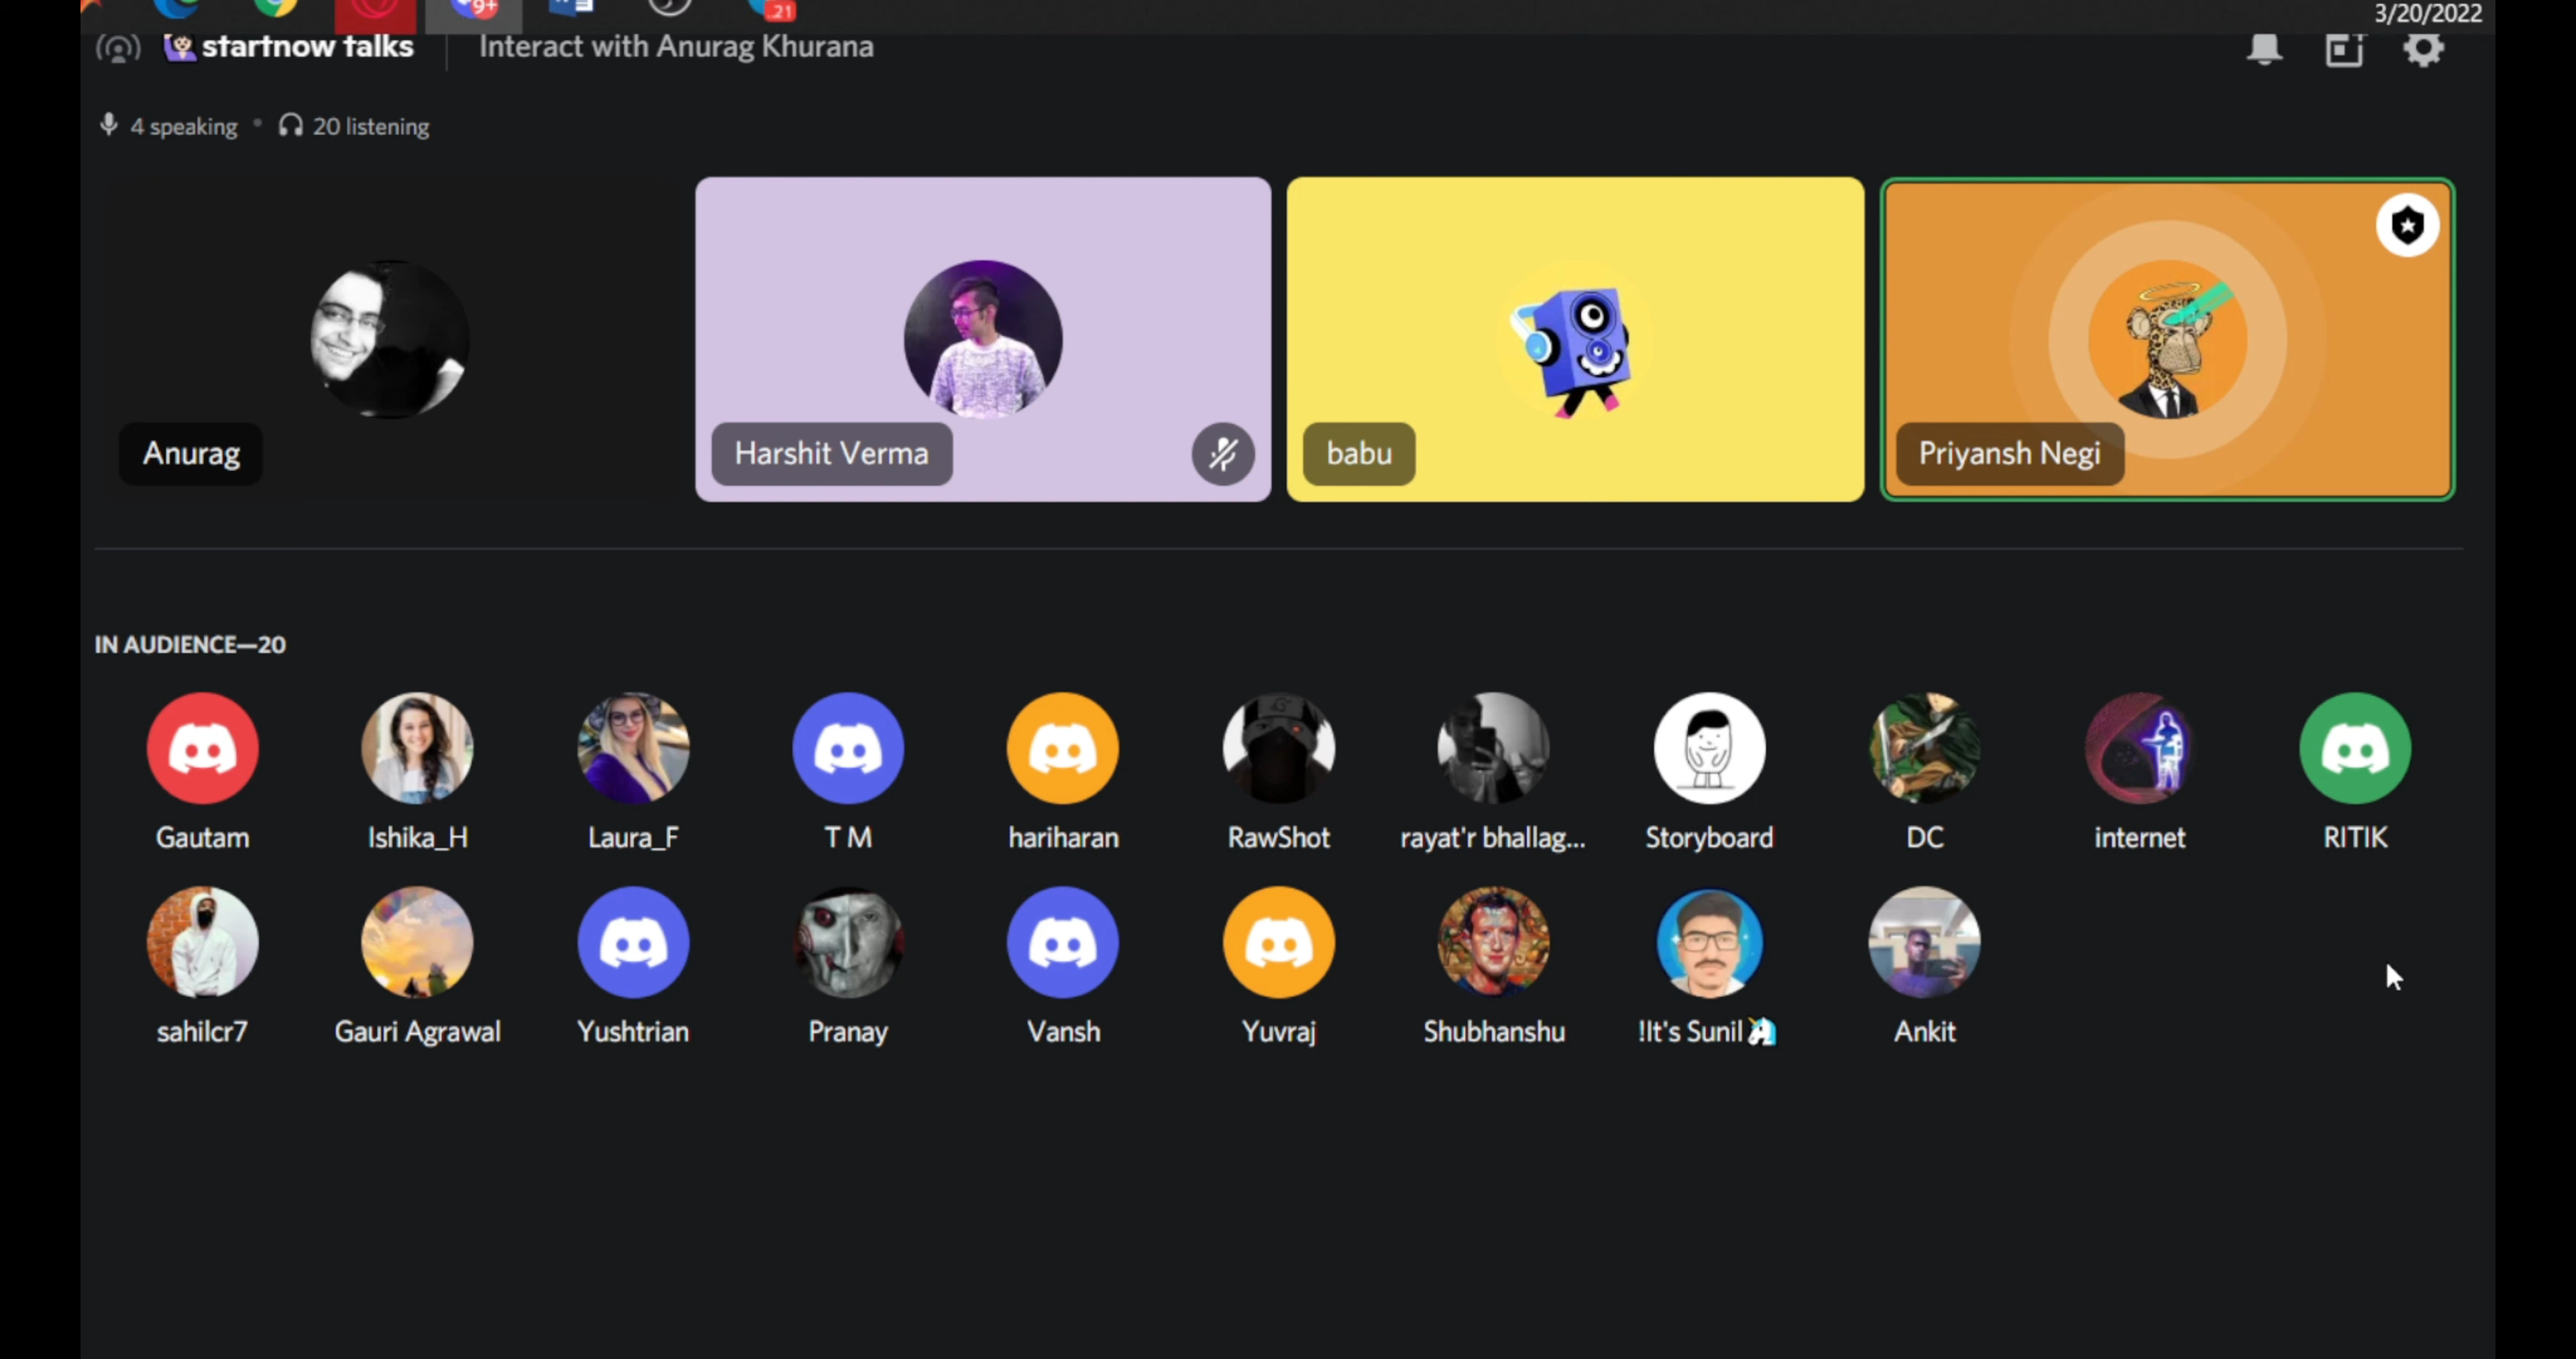 9+
21
3/20/2022
startnow talks
Interact with Anurag Khurana
4 speaking • 20 listening
Anurag
Harshit Verma
babu
Priyansh Negi
IN AUDIENCE—20
Gautam
Ishika_H
Laura_F
T M
hariharan
RawShot
rayat'r bhallag...
Storyboard
DC
internet
RITIK
sahilcr7
Gauri Agrawal
Yushtrian
Pranay
Vansh
Yuvraj
Shubhanshu
!It's Sunil🦄
Ankit